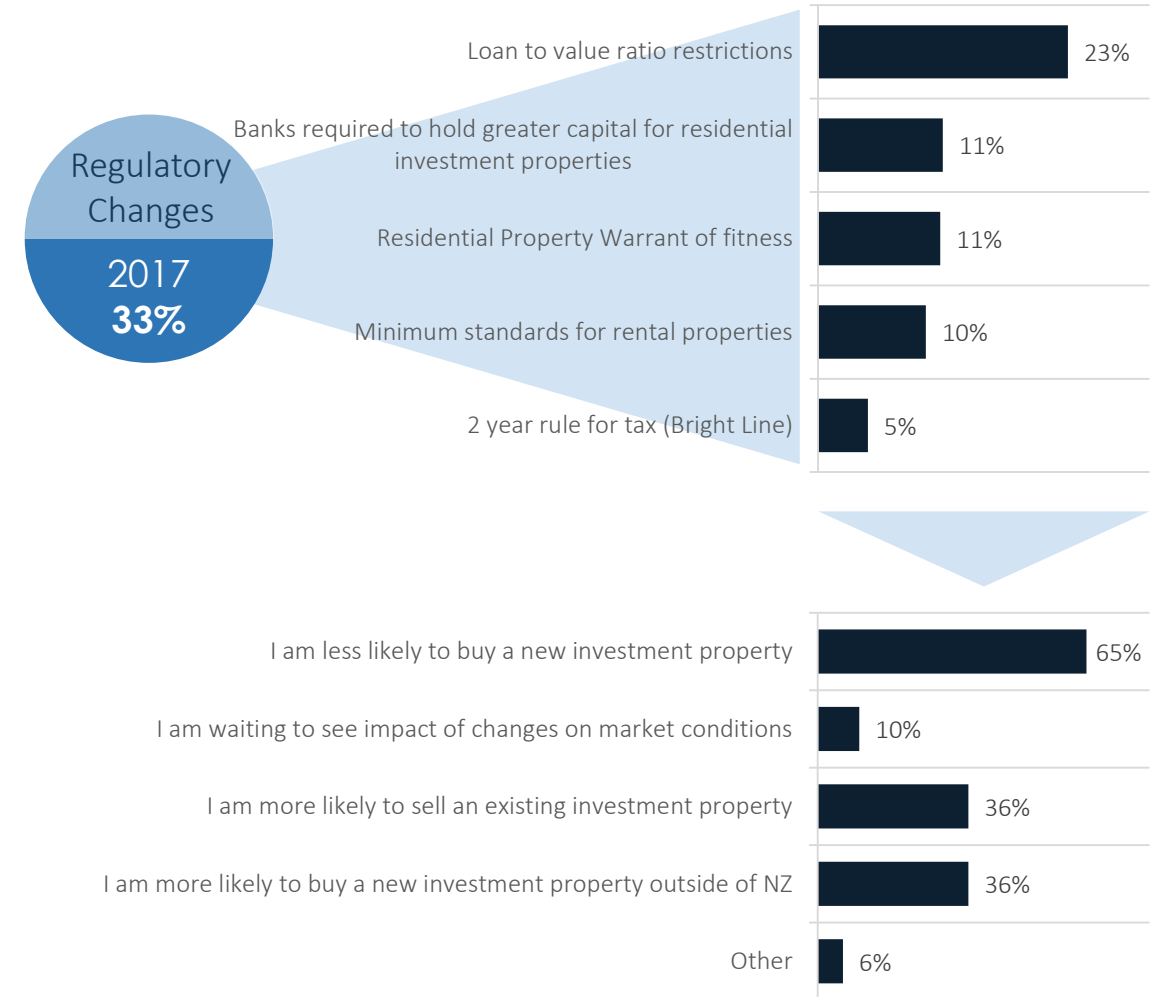 Regulatory
Changes
2017
33%
Loan to value ratio restrictions
23%
Banks required to hold greater capital for residential
investment properties
11%
Residential Property Warrant of fitness
11%
Minimum standards for rental properties
10%
2 year rule for tax (Bright Line)
5%
I am less likely to buy a new investment property
65%
I am waiting to see impact of changes on market conditions
10%
I am more likely to sell an existing investment property
36%
I am more likely to buy a new investment property outside of NZ
36%
Other
6%